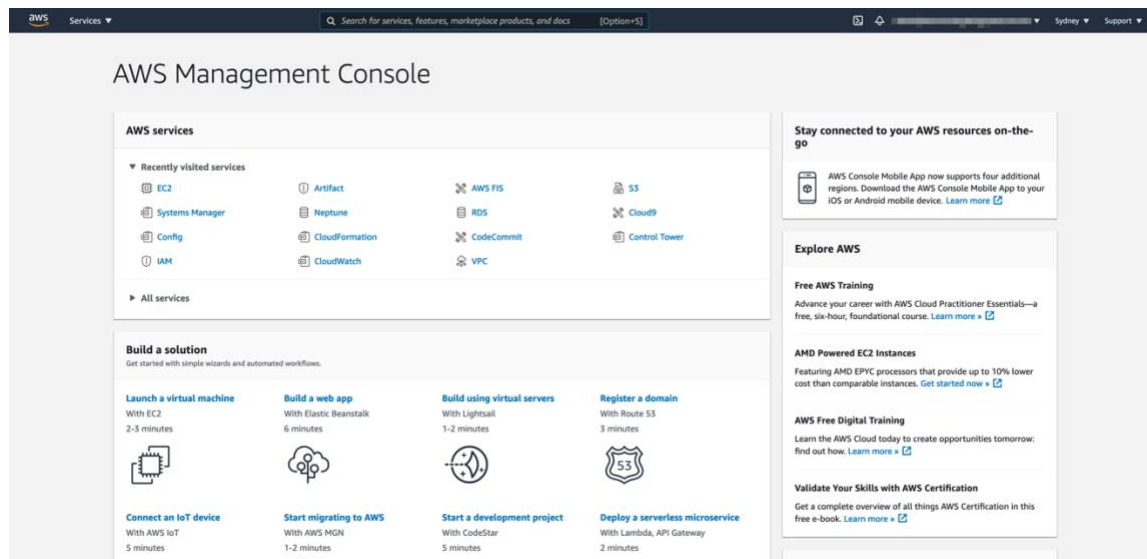 aws Services ▼ Search for services, features, marketplace products, and docs [Option+S] Sydney ▼ Support ▼
AWS Management Console
AWS services
▼ Recently visited services
EC2
Artifact
AWS FIS
S3
Systems Manager
Neptune
RDS
Cloud9
Config
CloudFormation
CodeCommit
Control Tower
IAM
CloudWatch
VPC
▶ All services
Build a solution
Get started with simple wizards and automated workflows.
Launch a virtual machine
With EC2
2-3 minutes
Build a web app
With Elastic Beanstalk
6 minutes
Build using virtual servers
With Lightsail
1-2 minutes
Register a domain
With Route 53
3 minutes
53
Connect an IoT device
With AWS IoT
5 minutes
Start migrating to AWS
With AWS MGN
1-2 minutes
Start a development project
With CodeStar
5 minutes
Deploy a serverless microservice
With Lambda, API Gateway
2 minutes
Stay connected to your AWS resources on-the-
go
AWS Console Mobile App now supports four additional
regions. Download the AWS Console Mobile App to your
iOS or Android mobile device. Learn more
Explore AWS
Free AWS Training
Advance your career with AWS Cloud Practitioner Essentials—a
free, six-hour, foundational course. Learn more »
AMD Powered EC2 Instances
Featuring AMD EPYC processors that provide up to 10% lower
cost than comparable instances. Get started now »
AWS Free Digital Training
Learn the AWS Cloud today to create opportunities tomorrow:
find out how. Learn more »
Validate Your Skills with AWS Certification
Get a complete overview of all things AWS Certification in this
free e-book. Learn more »